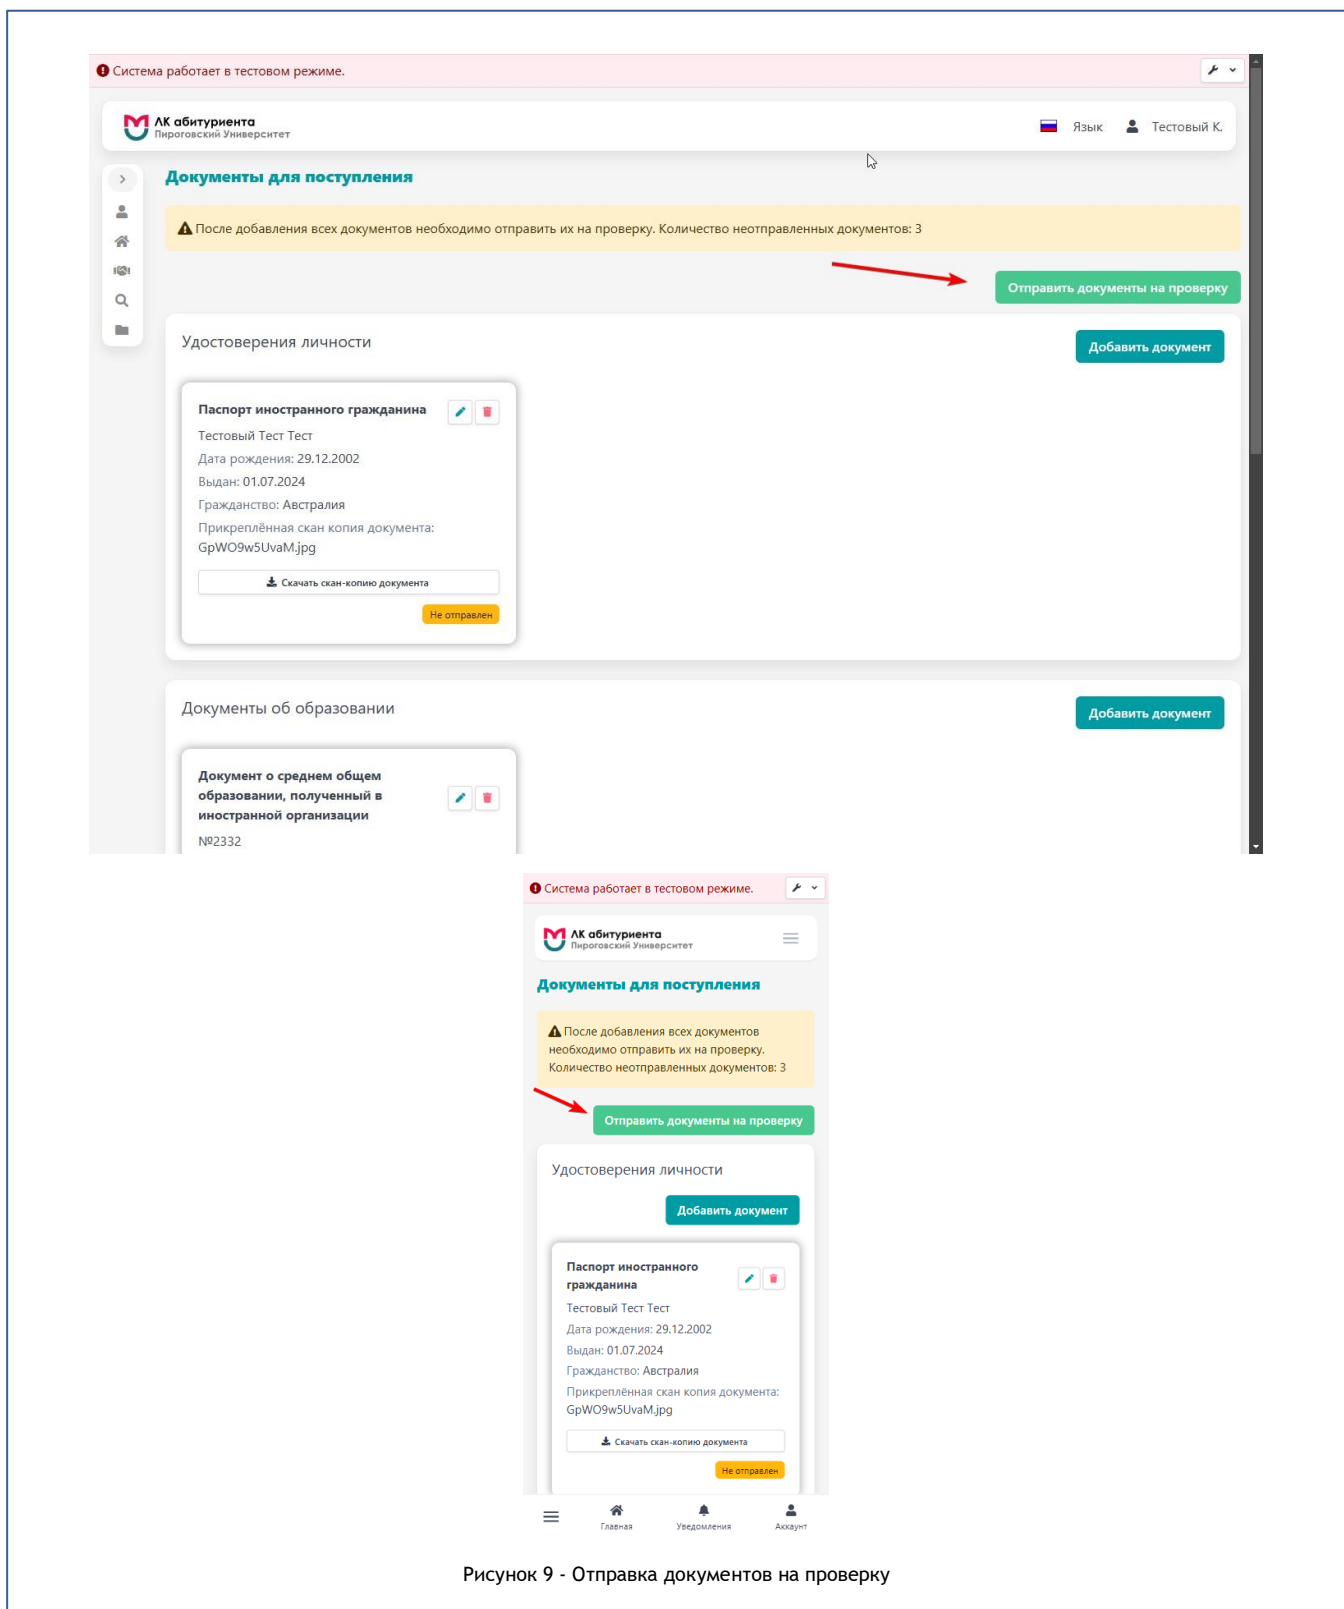 Система работает в тестовом режиме.
ЛК абитуриента
Пироговский Университет
Язык
Тестовый К.
Документы для поступления
После добавления всех документов необходимо отправить их на проверку. Количество неотправленных документов: 3
Отправить документы на проверку
Удостоверения личности
Добавить документ
Паспорт иностранного гражданина
Тестовый Тест Тест
Дата рождения: 29.12.2002
Выдан: 01.07.2024
Гражданство: Австралия
Прикреплённая скан копия документа:
GpWO9w5UvaM.jpg
Скачать скан-копию документа
Не отправлен
Документы об образовании
Добавить документ
Документ о среднем общем
образовании, полученный в
иностранной организации
№2332
Система работает в тестовом режиме.
ЛК абитуриента
Пироговский Университет
Документы для поступления
После добавления всех документов
необходимо отправить их на проверку.
Количество неотправленных документов: 3
Отправить документы на проверку
Удостоверения личности
Добавить документ
Паспорт иностранного
гражданина
Тестовый Тест Тест
Дата рождения: 29.12.2002
Выдан: 01.07.2024
Гражданство: Австралия
Прикреплённая скан копия документа:
GpWO9w5UvaM.jpg
Скачать скан-копию документа
Не отправлен
Главная
Уведомления
Аккаунт
Рисунок 9 - Отправка документов на проверку